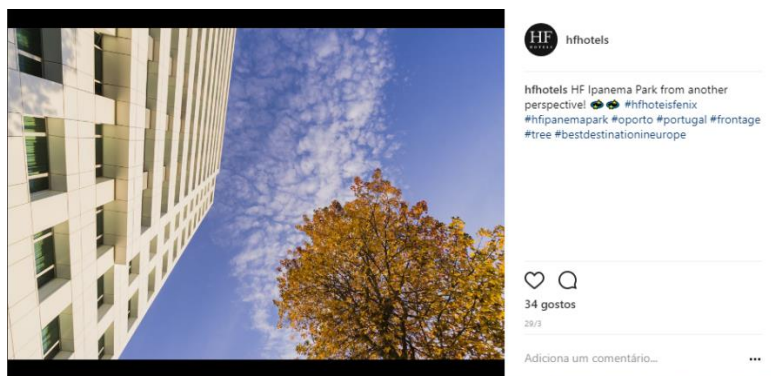 HF
HOTELS
hfhotels
hfhotels HF Ipanema Park from another
perspective! #hfhoteisfenix
#hfipanemapark #oporto #portugal #frontage
#tree #bestdestinationineurope
34 gostos
29/3
Adiciona um comentário...